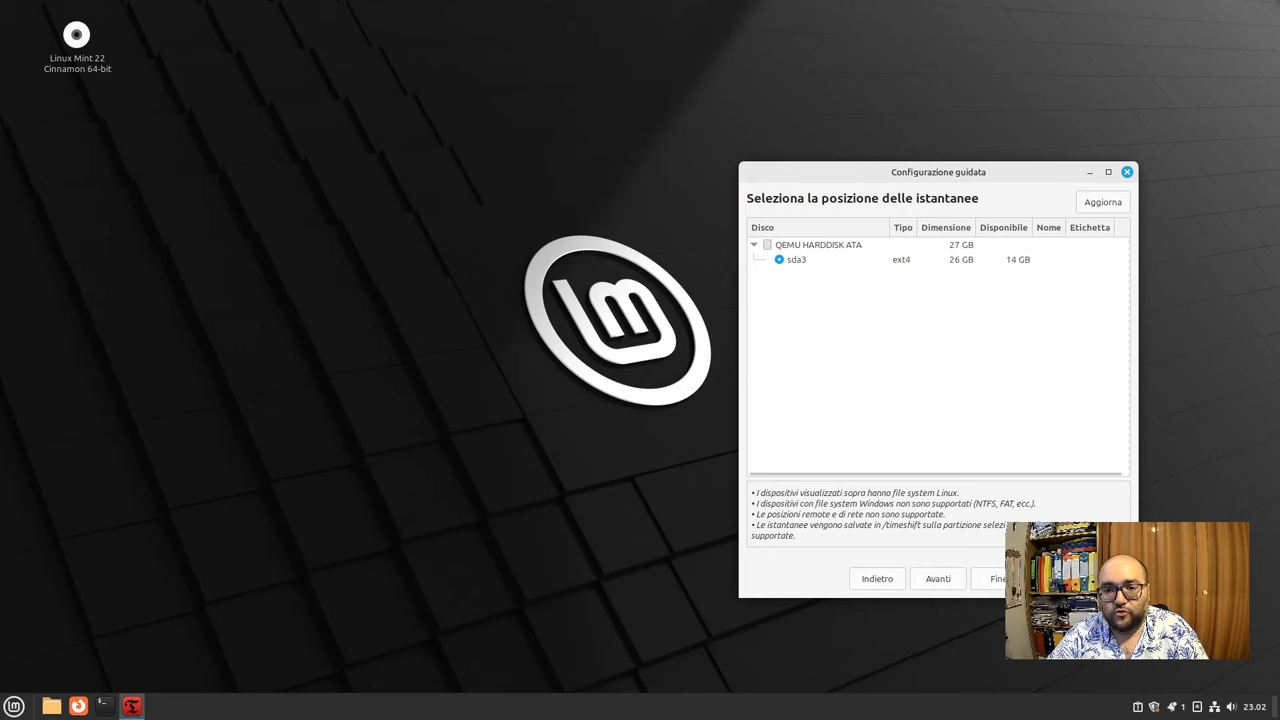 Linux Mint 22
Cinnamon 64-bit
Configurazione guidata
Seleziona la posizione delle istantanee
Aggiorna
Disco Tipo Dimensione Disponibile Nome Etichetta
QEMU HARDDISK ATA 27 GB
sda3 ext4 26 GB 14 GB
• I dispositivi visualizzati sopra hanno file system Linux.
• I dispositivi con file system Windows non sono supportati (NTFS, FAT, ecc.).
• Le posizioni remote e di rete non sono supportate.
• Le istantanee vengono salvate in /timeshift sulla partizione selezi
supportate.
Indietro Avanti Fine
1 23.02